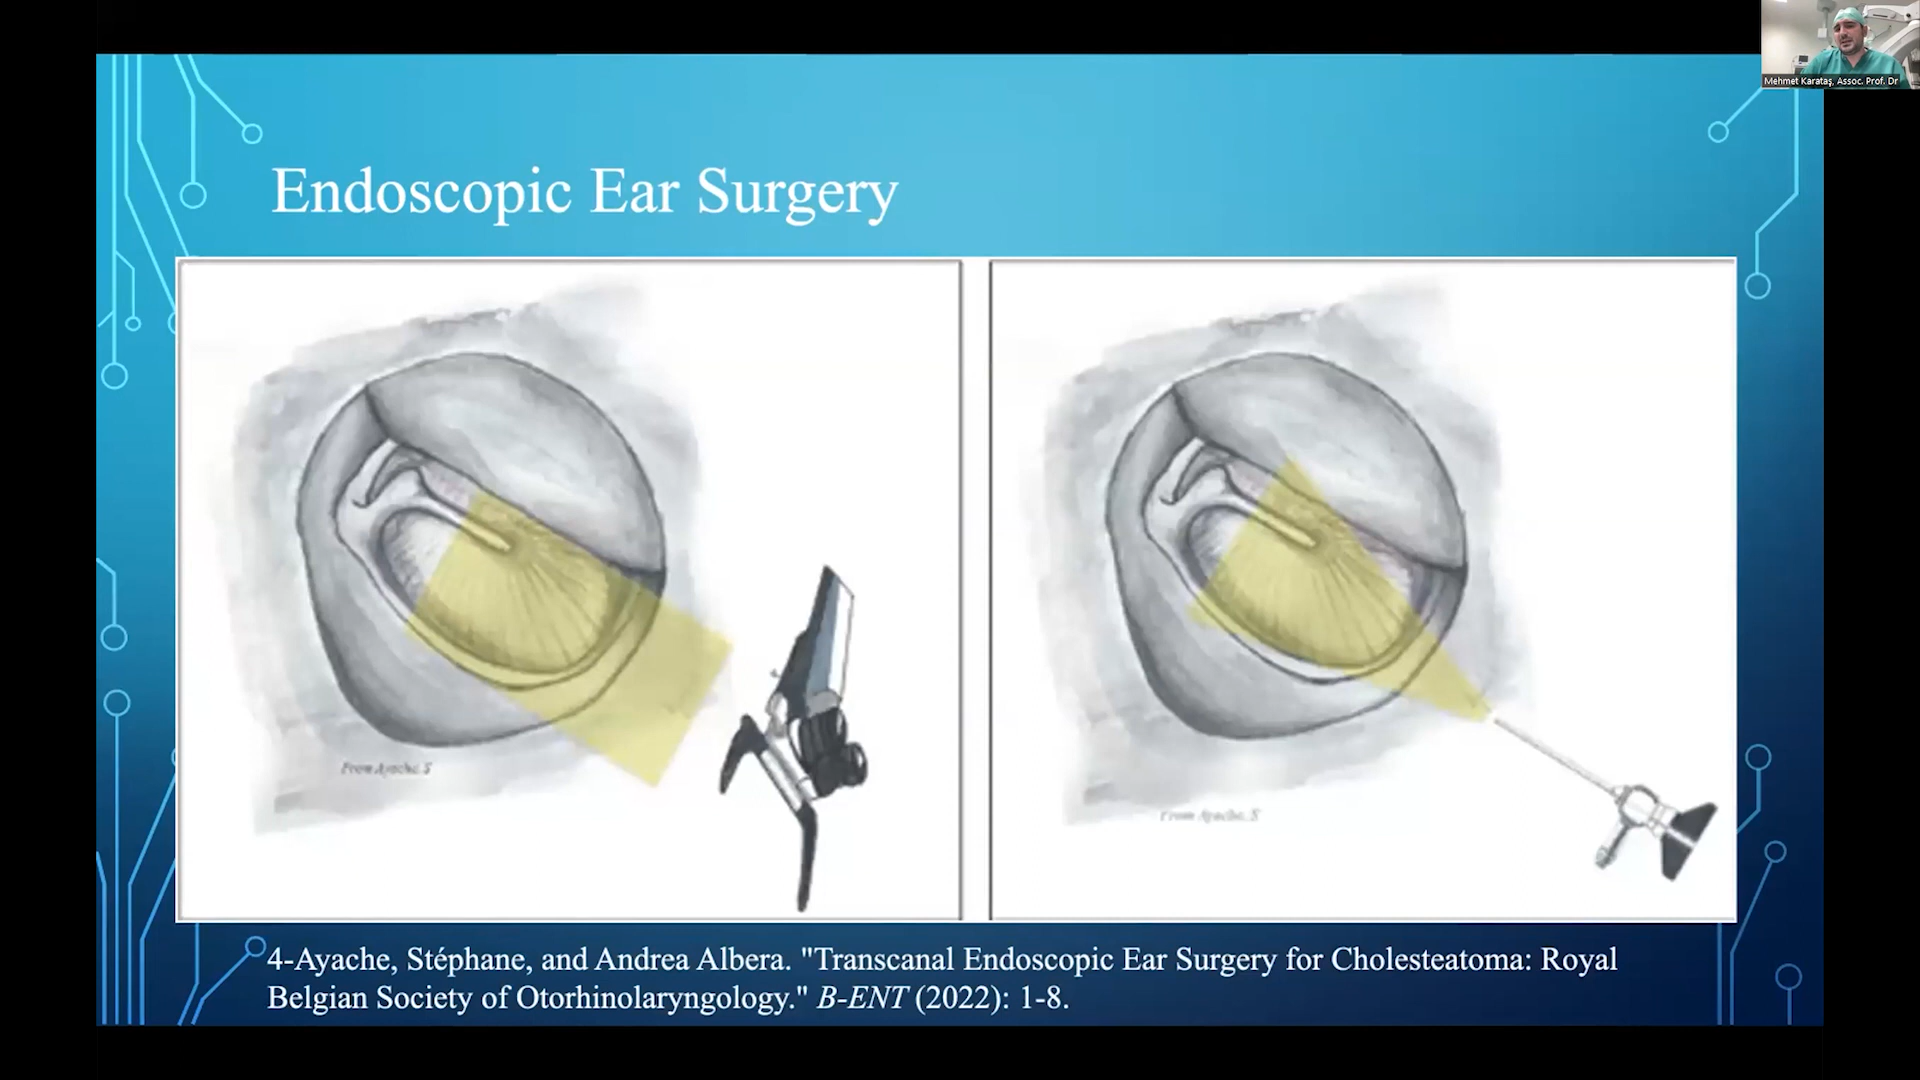 Mehmet Karataş, Assoc. Prof. Dr
Endoscopic Ear Surgery
From Ayache. S
From Ayache. S
4-Ayache, Stéphane, and Andrea Albera. "Transcanal Endoscopic Ear Surgery for Cholesteatoma: Royal
Belgian Society of Otorhinolaryngology." B-ENT (2022): 1-8.